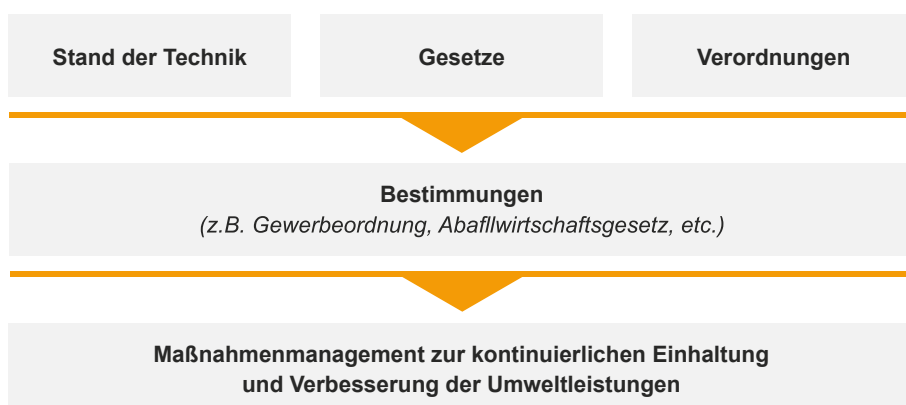 Stand der Technik
Gesetze
Verordnungen
Bestimmungen
(z.B. Gewerbeordnung, Abafllwirtschaftsgesetz, etc.)
Maßnahmenmanagement zur kontinuierlichen Einhaltung
und Verbesserung der Umweltleistungen